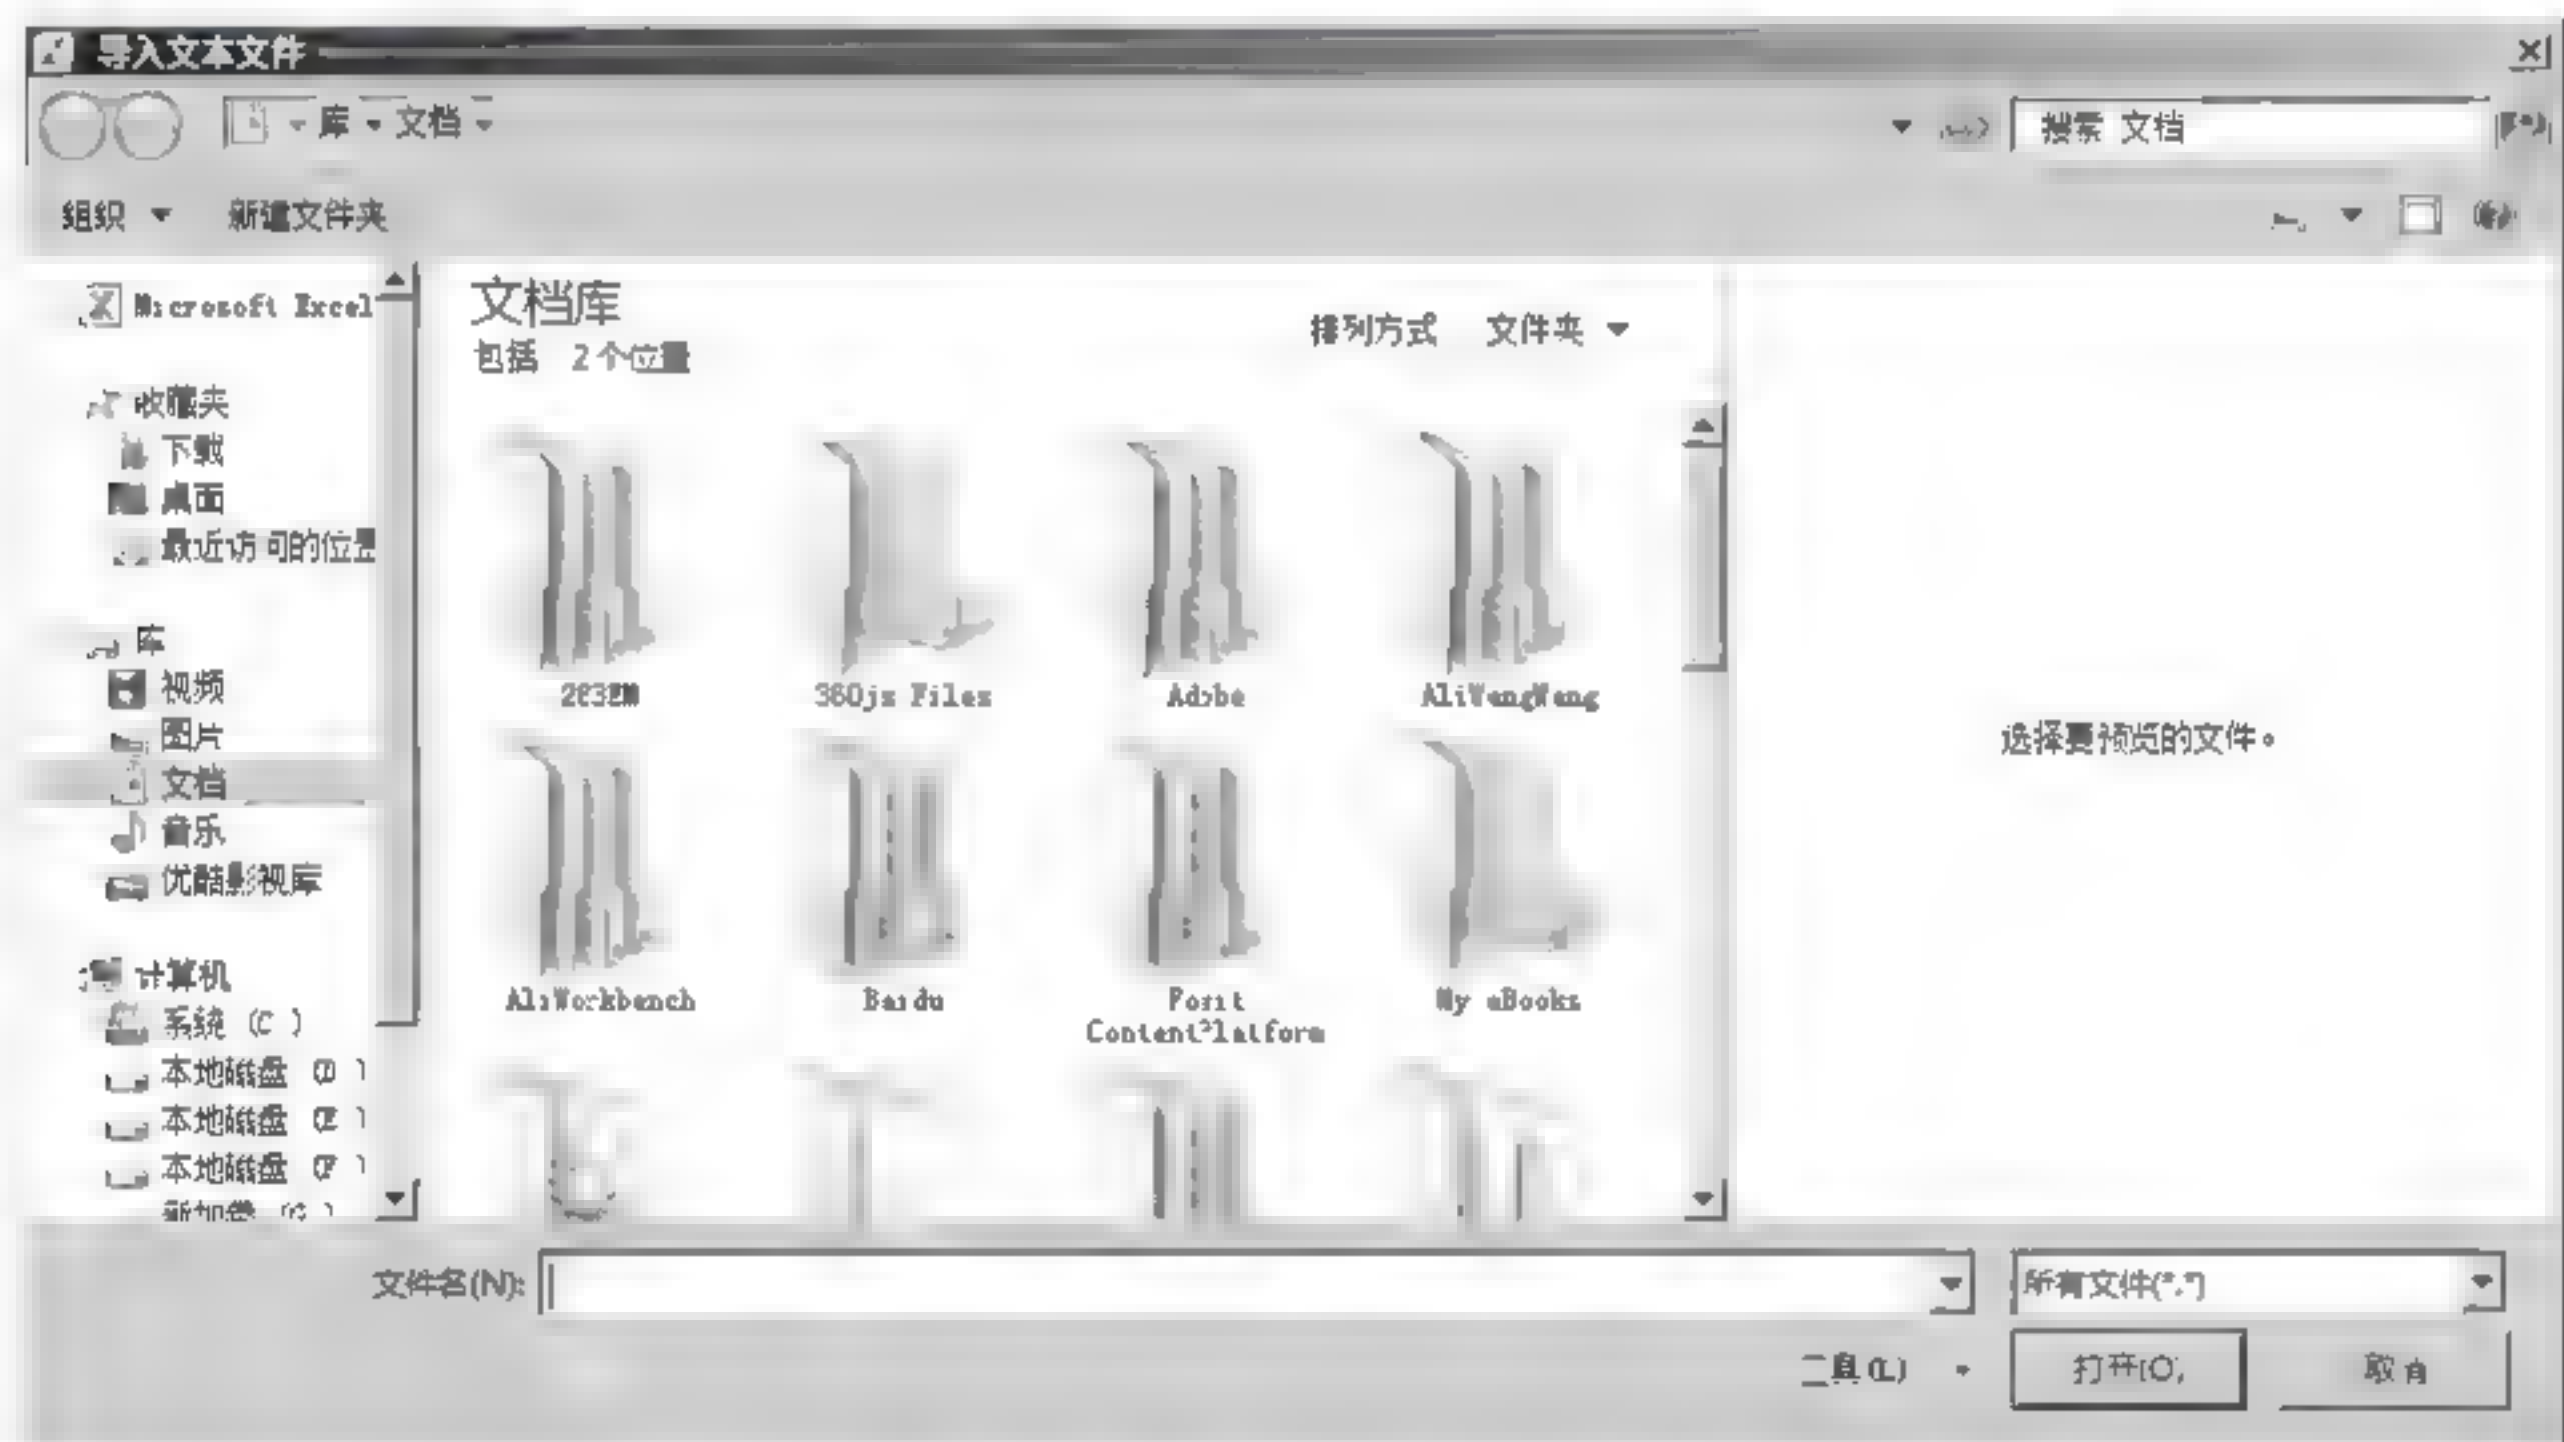 导入文本文件
库 文档
搜索 文档
组织 新建文件夹
Microsoft Excel
收藏夹
下载
桌面
最近访问的位置
库
视频
图片
文档
音乐
优酷影视库
计算机
系统 (C )
本地磁盘 (D )
本地磁盘 (E )
本地磁盘 (F )
新加卷 (G )
文档库
包括 2个位置
排列方式 文件夹
360js Files
Adobe
AliWangWang
AliWorkbench
Baidu
ContentPlatform
My eBooks
选择要预览的文件。
文件名(N):
所有文件(*.*)
工具(L)
打开(O)
取消